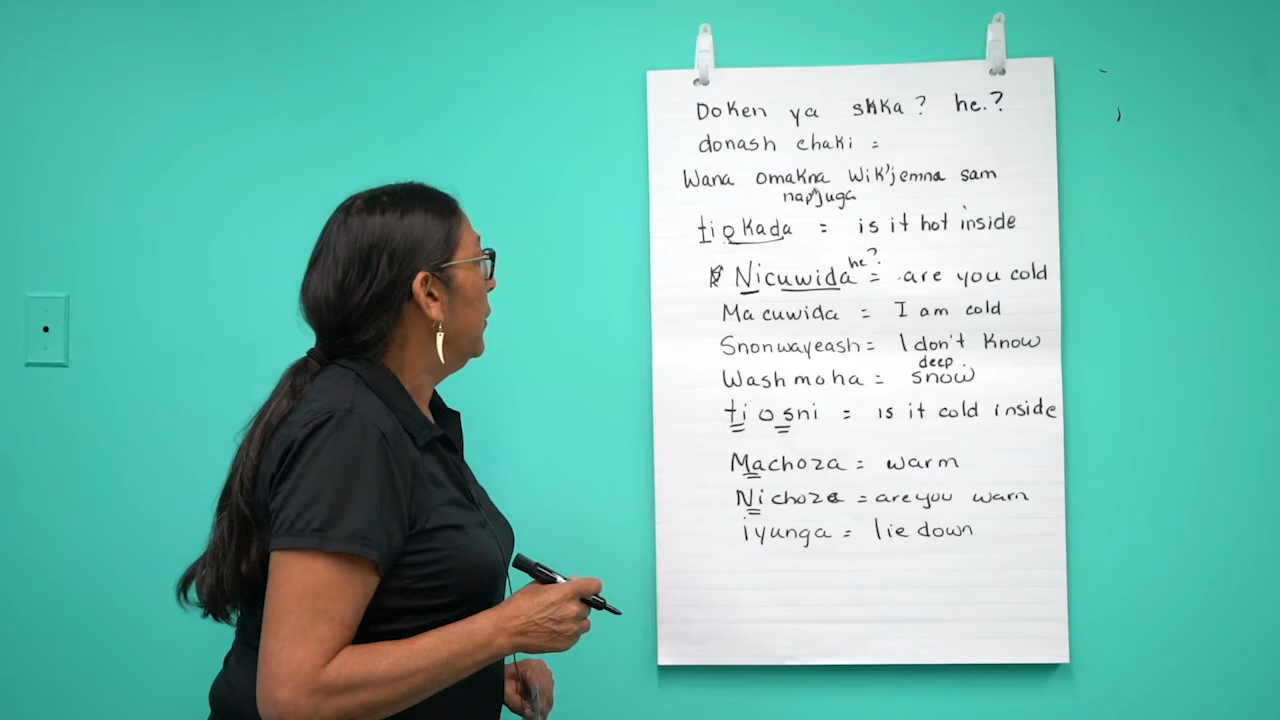 Doken ya skka? he.?
donash chaki =
Wana omakna Wik'jemna sam
nap^juga
tiokada = is it hot inside
he?
Nicuwida = are you cold
Macuwida = I am cold
Snonwayeash = I don't know
deep
Washmoha = snow
tiosni = is it cold inside
Machoza = warm
Nichoza = are you warn
iyunga = lie down